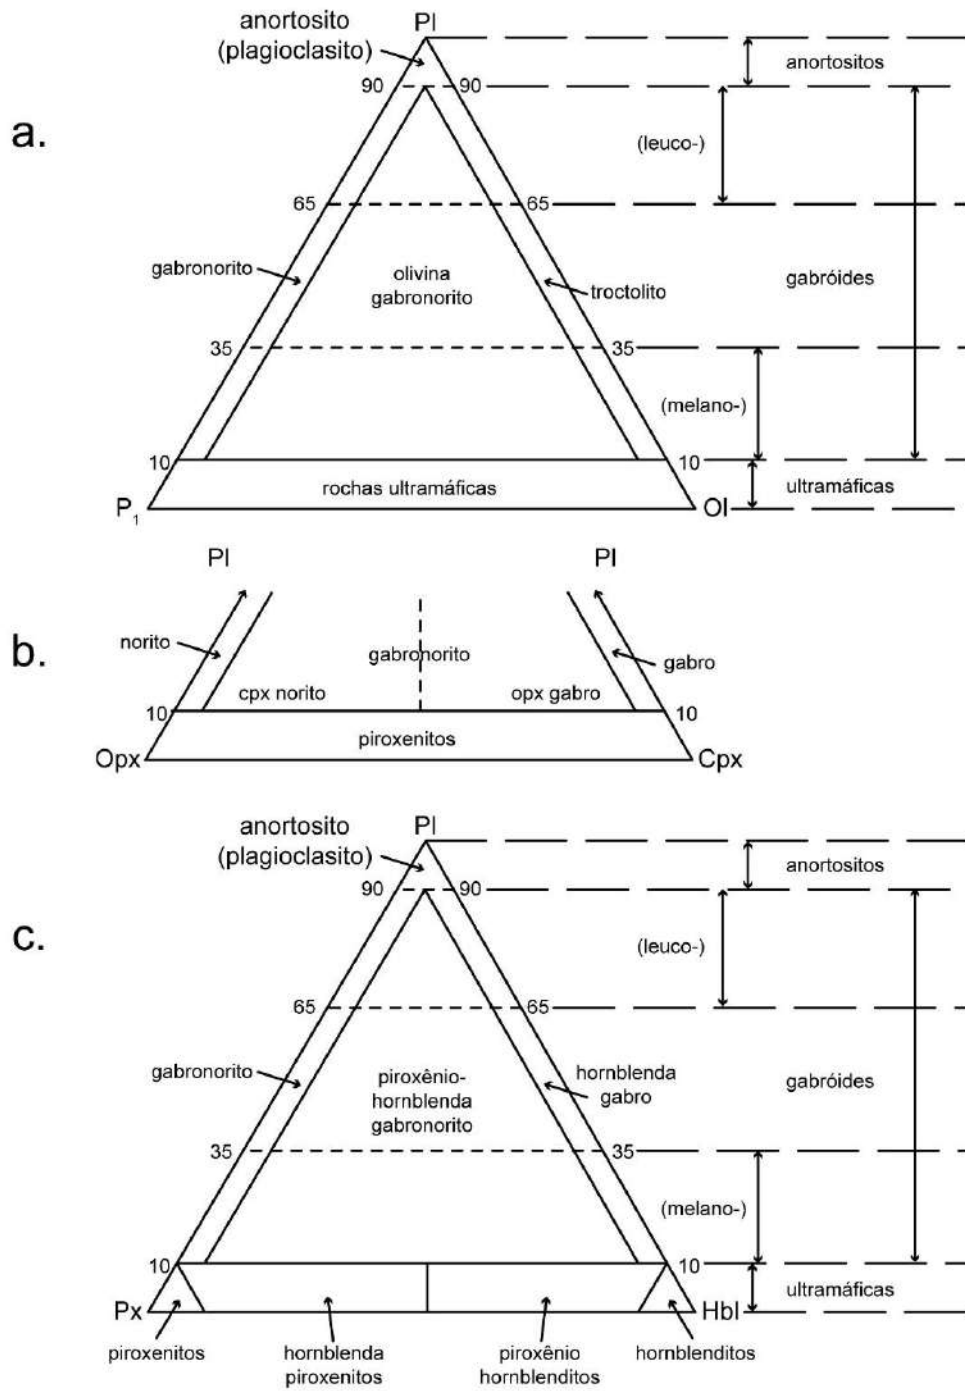 a.
anortosito
(plagioclasito)
Pl
90
90
anortositos
(leuco-)
65
65
gabronorito
olivina
gabronorito
troctolito
gabróides
35
35
(melano-)
10
10
rochas ultramáficas
ultramáficas
P1
Ol
b.
Pl
Pl
norito
gabronorito
gabro
cpx norito
opx gabro
10
10
piroxenitos
Opx
Cpx
c.
anortosito
(plagioclasito)
Pl
90
90
anortositos
(leuco-)
65
65
gabronorito
piroxênio-
hornblenda
gabronorito
hornblenda
gabro
gabróides
35
35
(melano-)
10
10
ultramáficas
Px
Hbl
piroxenitos
hornblenda
piroxenitos
piroxênio
hornblenditos
hornblenditos